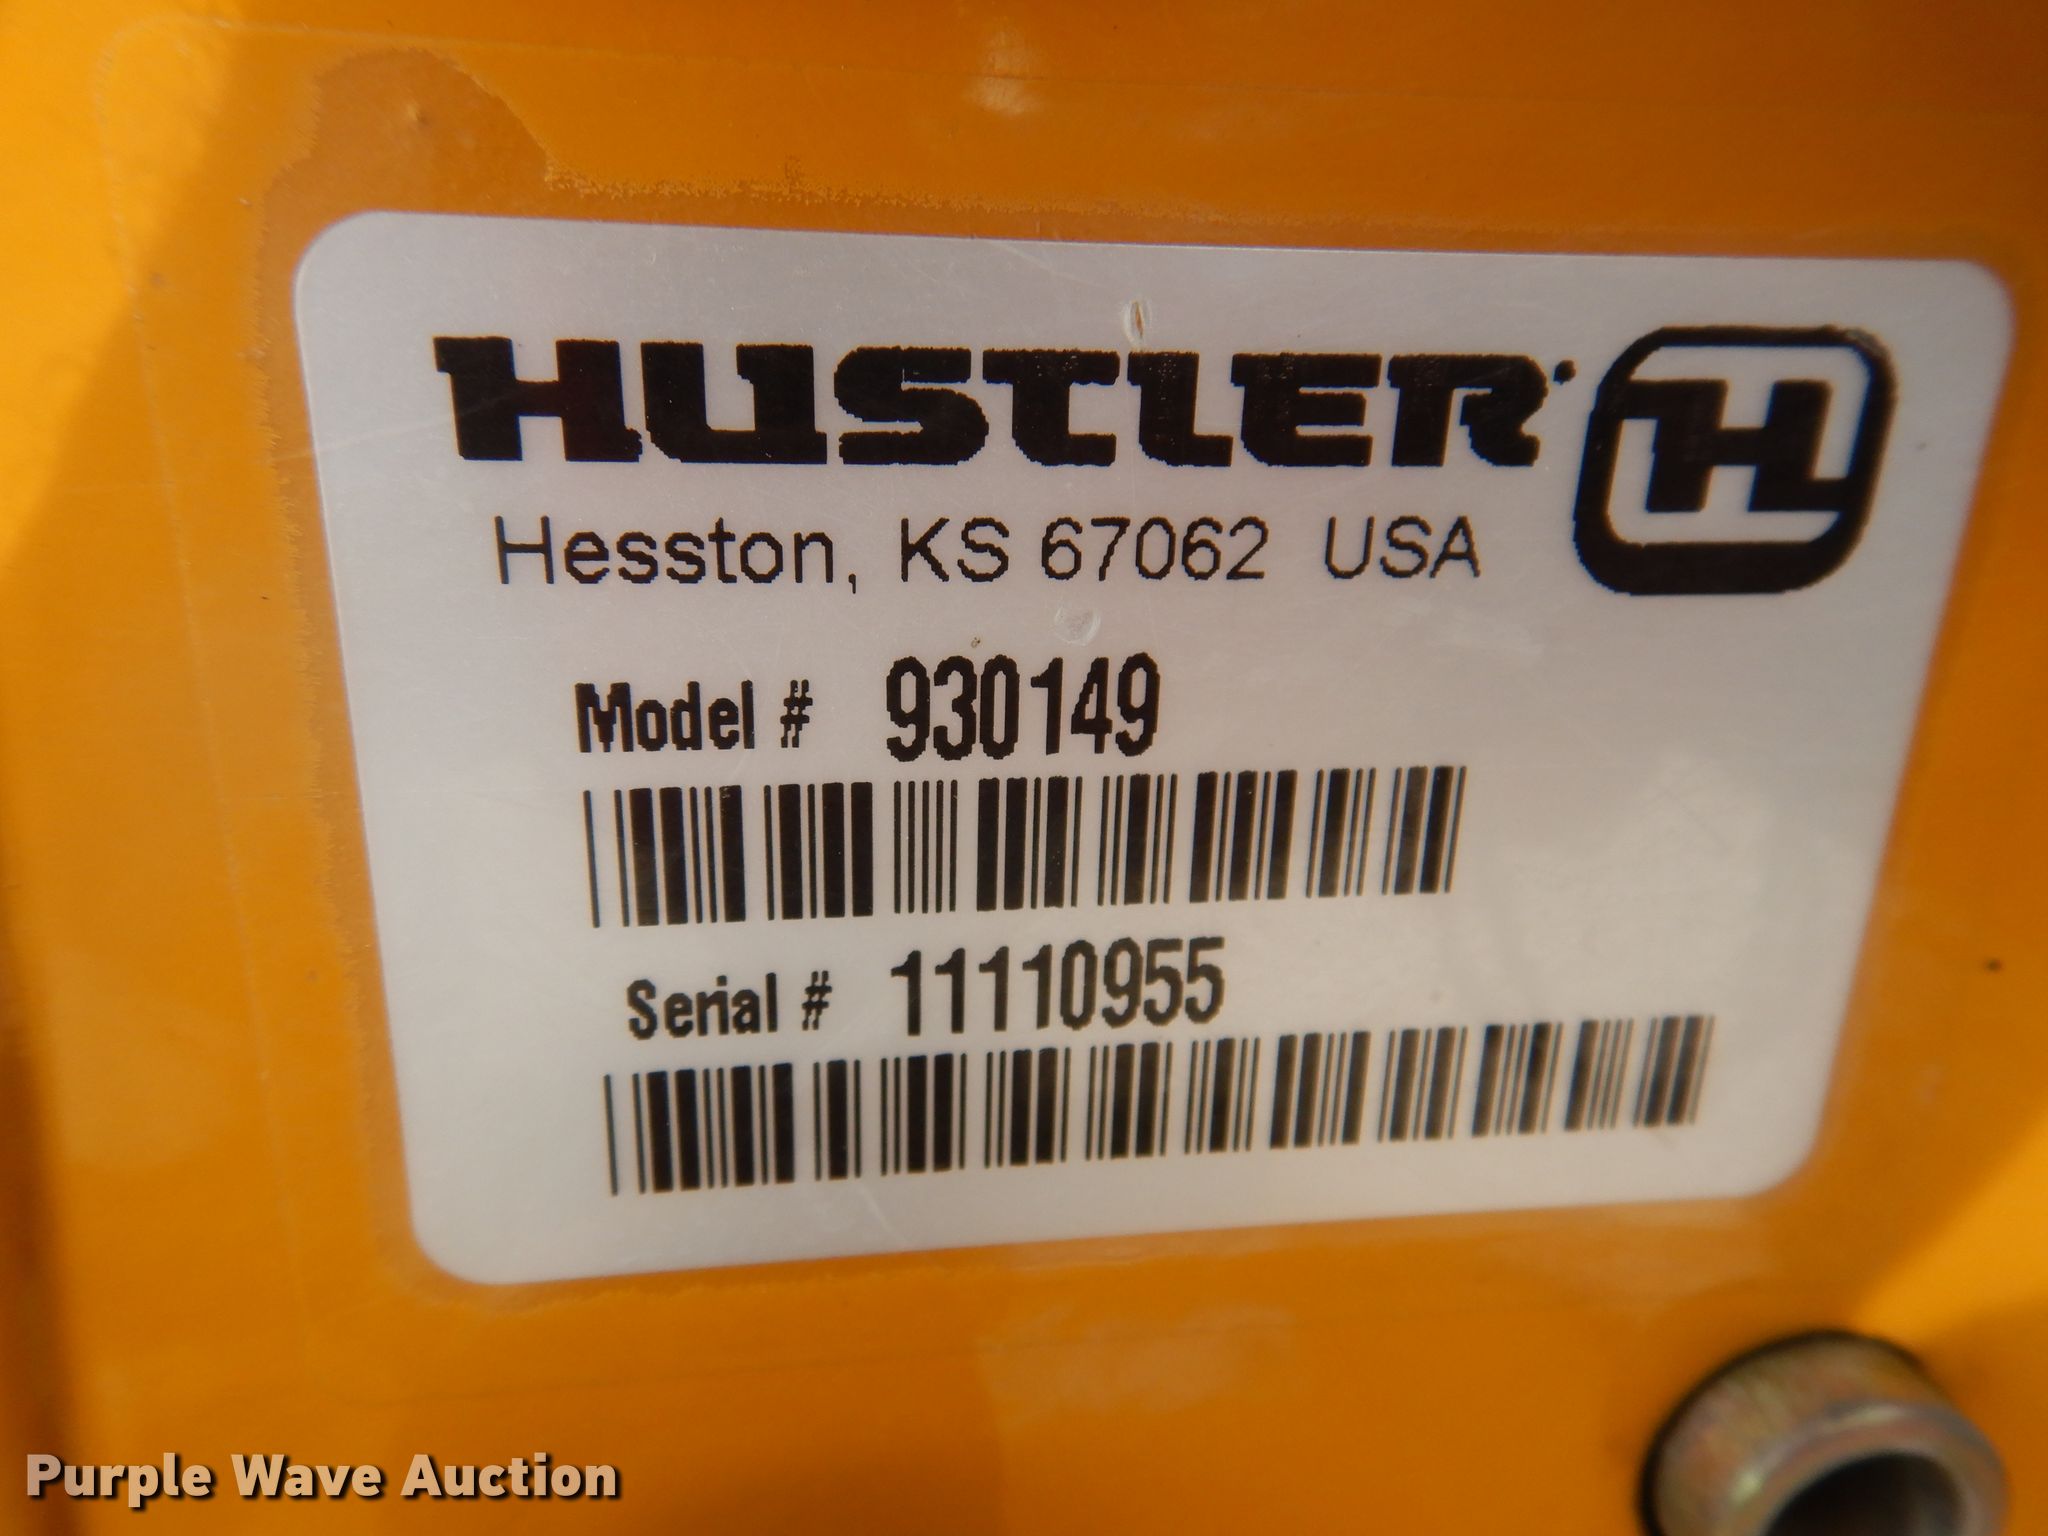 HUSTLER
H
Hesston, KS 67062 USA
Model # 930149
Serial # 11110955
Purple Wave Auction